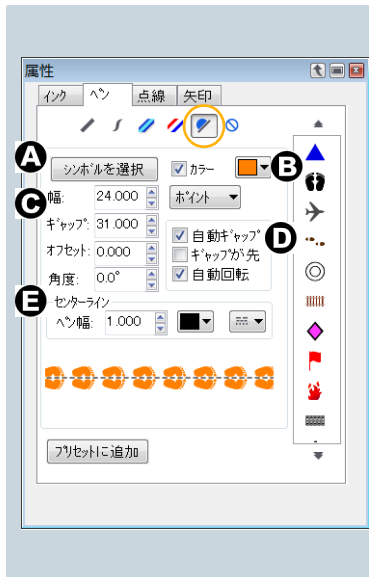 属性
インク ペン 点線 矢印
A シンボルを選択 カラー B
C 幅: 24.000 ポイント
ギャップ: 31.000 自動ギャップ D
オフセット: 0.000 ギャップが先
角度: 0.0° 自動回転
E センターライン
ペン幅: 1.000
プリセットに追加